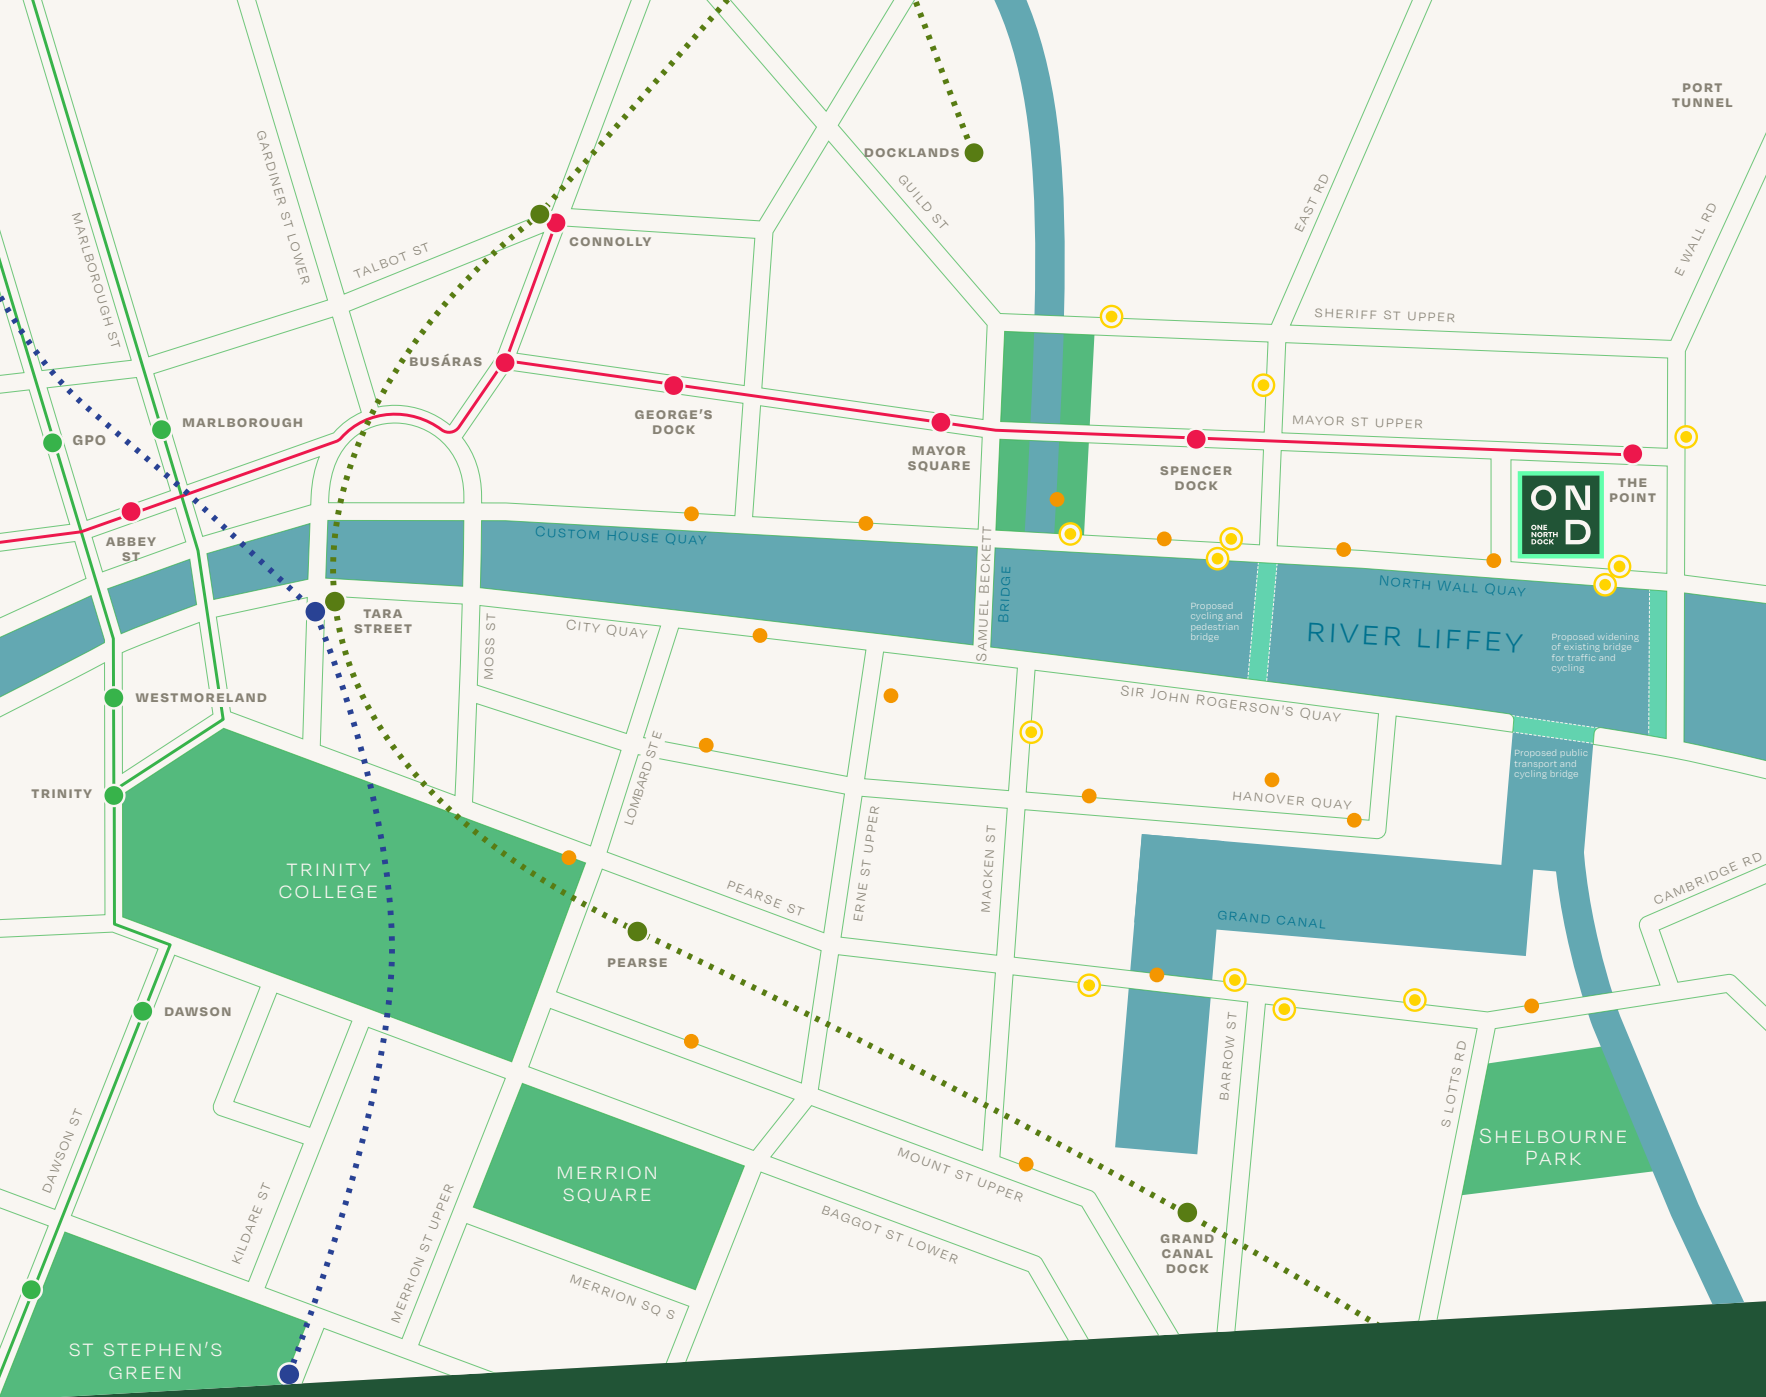 PORT
TUNNEL
DOCKLANDS
GUILD ST
EAST RD
E WALL RD
GARDINER ST LOWER
MARLBOROUGH ST
TALBOT ST
CONNOLLY
SHERIFF ST UPPER
BUSÁRAS
GEORGE'S
DOCK
MAYOR ST UPPER
MARLBOROUGH
GPO
MAYOR
SQUARE
SPENCER
DOCK
THE
POINT
ON
D
ONE
NORTH
DOCK
ABBEY
ST
CUSTOM HOUSE QUAY
SAMUEL BECKETT
BRIDGE
NORTH WALL QUAY
Proposed
cycling and
pedestrian
bridge
RIVER LIFFEY
Proposed widening
of existing bridge
for traffic and
cycling
TARA
STREET
MOSS ST
CITY QUAY
WESTMORELAND
SIR JOHN ROGERSON'S QUAY
Proposed public
transport and
cycling bridge
TRINITY
LOMBARD ST E
HANOVER QUAY
ERNE ST UPPER
MACKEN ST
TRINITY
COLLEGE
PEARSE ST
GRAND CANAL
CAMBRIDGE RD
PEARSE
DAWSON
BARROW ST
S LOTTS RD
DAWSON ST
KILDARE ST
MERRION ST UPPER
MERRION
SQUARE
MOUNT ST UPPER
SHELBOURNE
PARK
BAGGOT ST LOWER
GRAND
CANAL
DOCK
MERRION SQ S
ST STEPHEN'S
GREEN